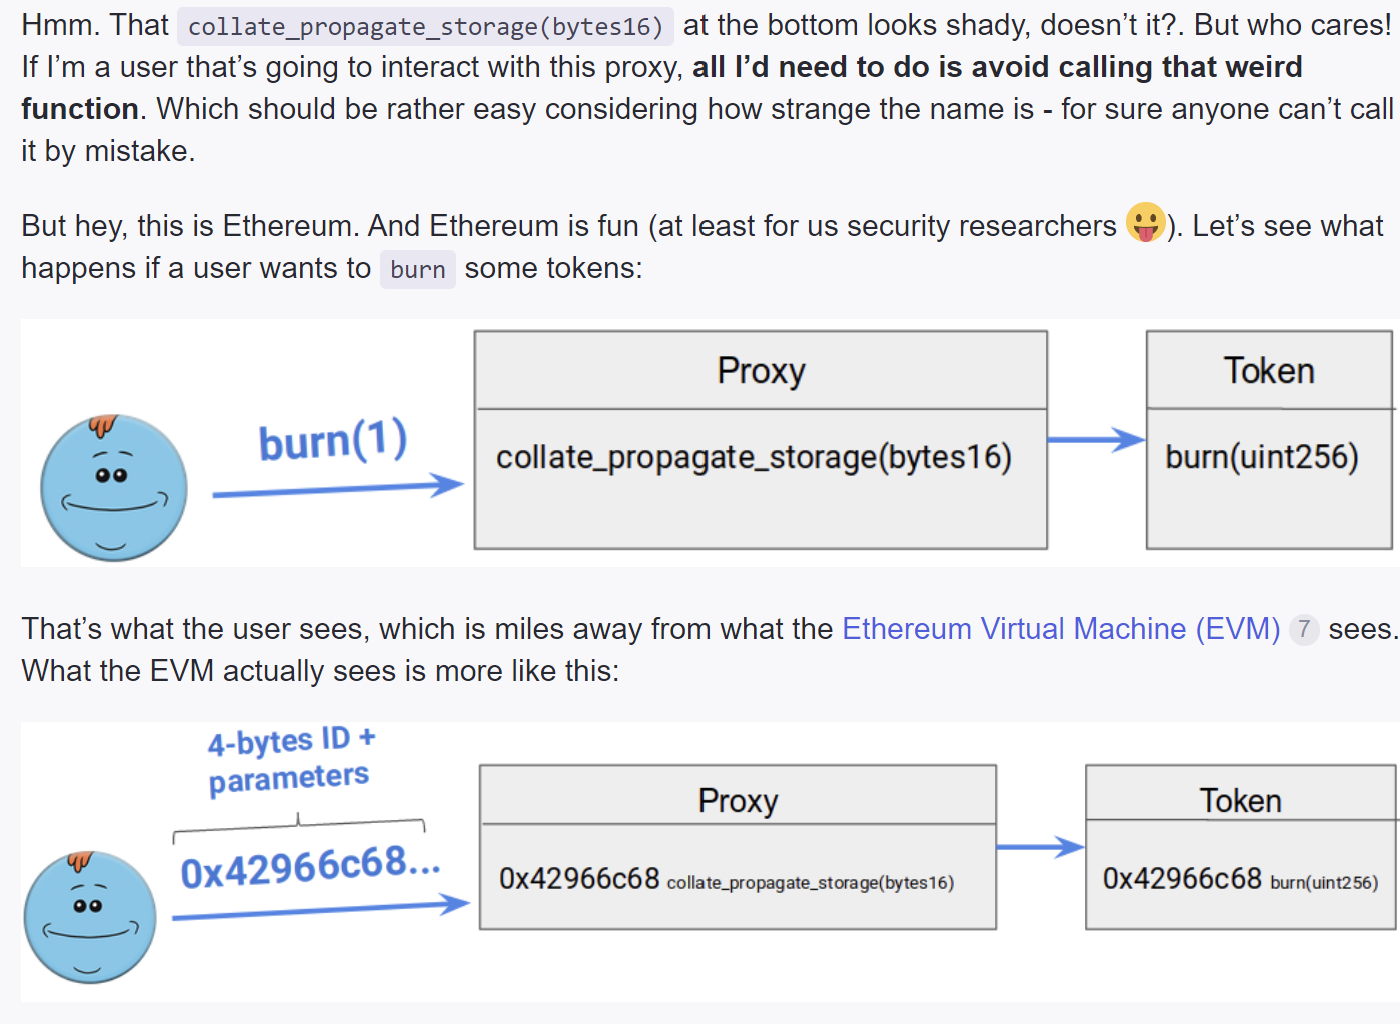 Hmm. That collate_propagate_storage(bytes16) at the bottom looks shady, doesn’t it?. But who cares!
If I’m a user that’s going to interact with this proxy, all I’d need to do is avoid calling that weird
function. Which should be rather easy considering how strange the name is - for sure anyone can’t call
it by mistake.
But hey, this is Ethereum. And Ethereum is fun (at least for us security researchers 😛). Let’s see what
happens if a user wants to burn some tokens:
burn(1)
Proxy
collate_propagate_storage(bytes16)
Token
burn(uint256)
That’s what the user sees, which is miles away from what the Ethereum Virtual Machine (EVM) 7 sees.
What the EVM actually sees is more like this:
4-bytes ID +
parameters
0x42966c68...
Proxy
0x42966c68 collate_propagate_storage(bytes16)
Token
0x42966c68 burn(uint256)